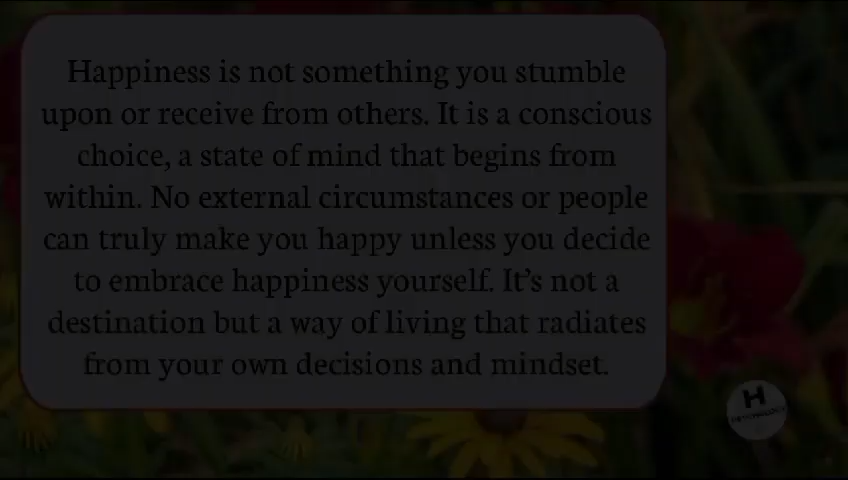 Happiness is not something you stumble
upon or receive from others. It is a conscious
choice, a state of mind that begins from
within. No external circumstances or people
can truly make you happy unless you decide
to embrace happiness yourself. It's not a
destination but a way of living that radiates
from your own decisions and mindset.
H